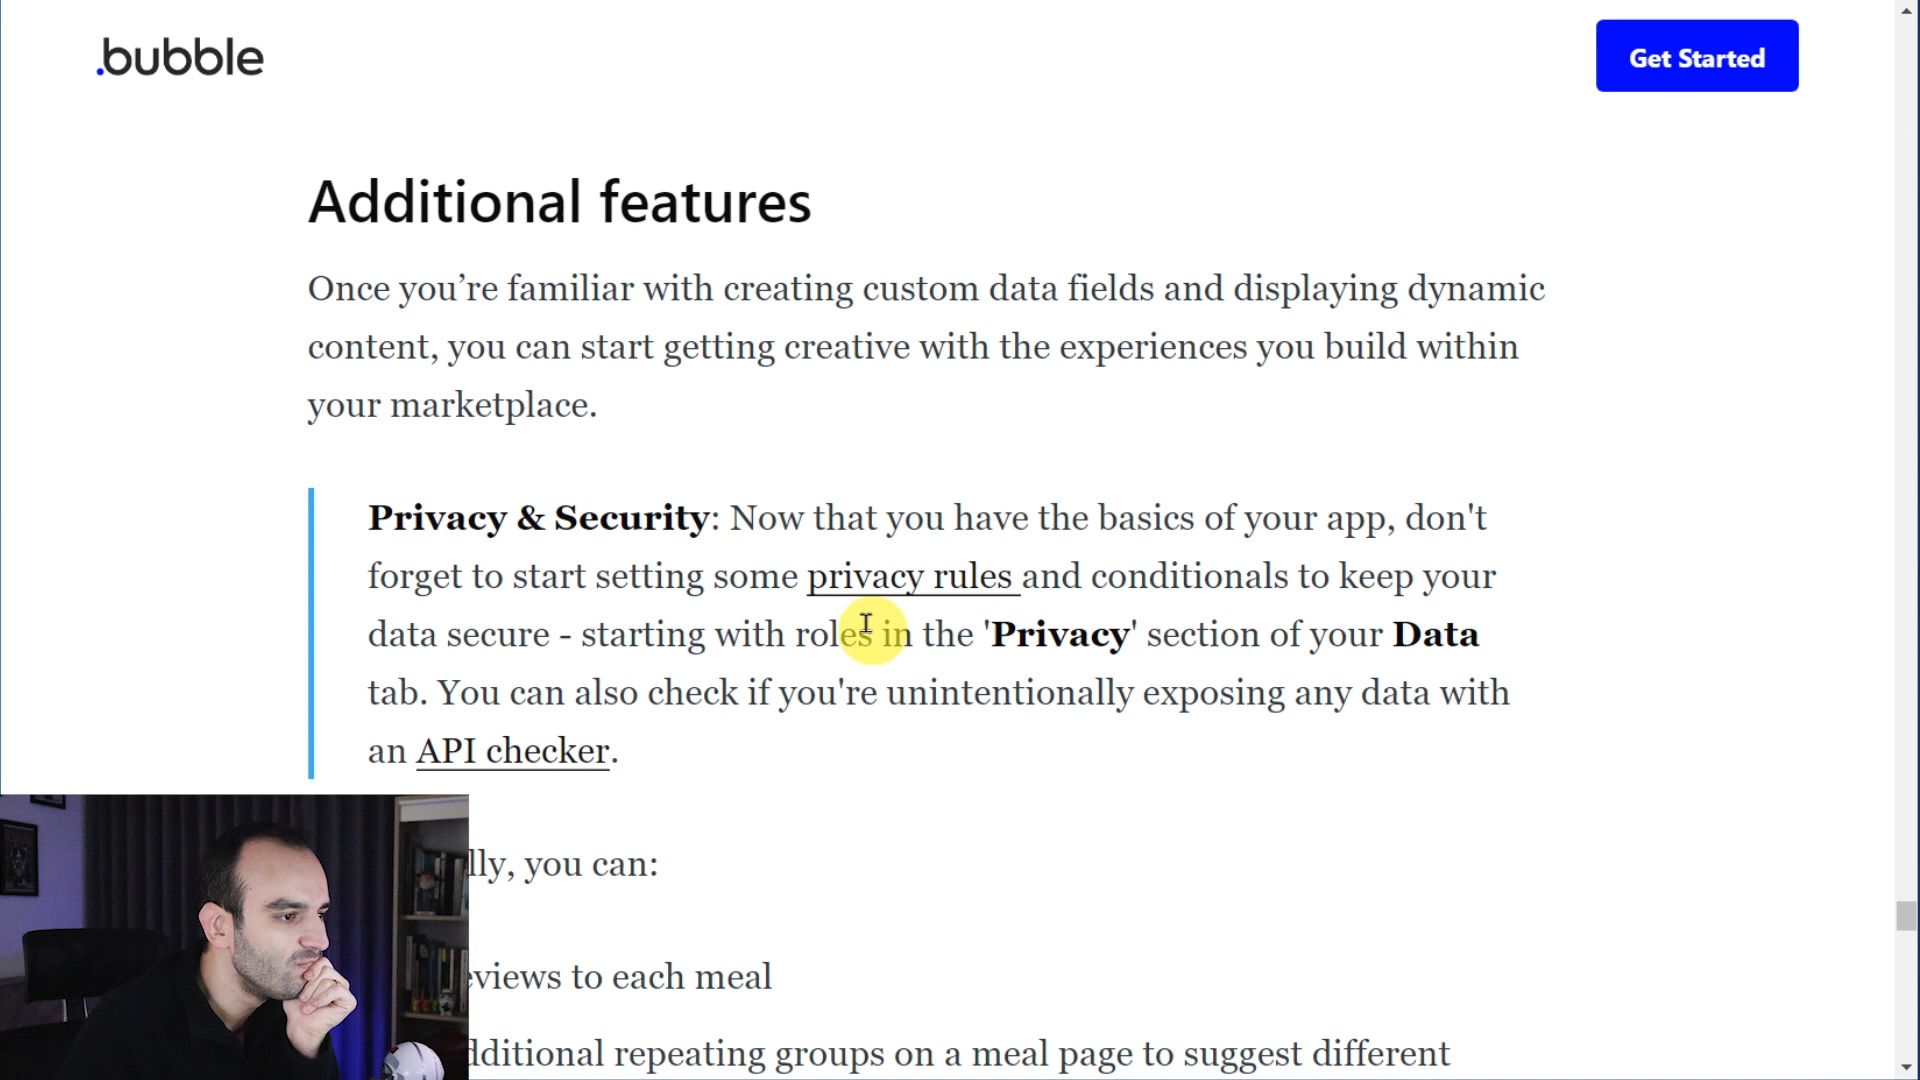 .bubble
Get Started
Additional features
Once you’re familiar with creating custom data fields and displaying dynamic
content, you can start getting creative with the experiences you build within
your marketplace.
Privacy & Security: Now that you have the basics of your app, don't
forget to start setting some privacy rules and conditionals to keep your
data secure - starting with roles in the 'Privacy' section of your Data
tab. You can also check if you're unintentionally exposing any data with
an API checker.
lly, you can:
eviews to each meal
dditional repeating groups on a meal page to suggest different